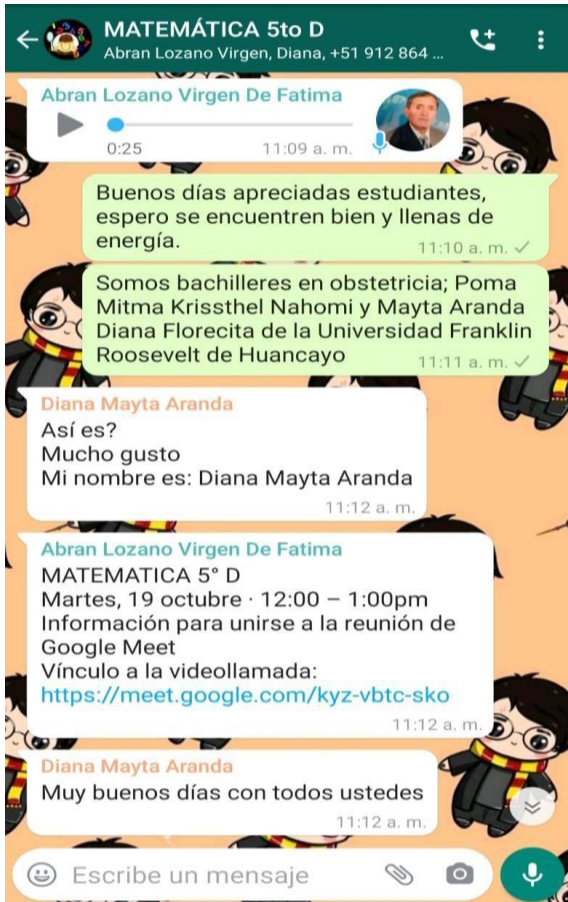 MATEMÁTICA 5to D
Abran Lozano Virgen, Diana, +51 912 864 ...
Abran Lozano Virgen De Fatima
0:25
11:09 a. m.
Buenos días apreciadas estudiantes,
espero se encuentren bien y llenas de
energía.
11:10 a. m.
Somos bachilleres en obstetricia; Poma
Mitma Krissthel Nahomi y Mayta Aranda
Diana Florecita de la Universidad Franklin
Roosevelt de Huancayo
11:11 a. m.
Diana Mayta Aranda
Así es?
Mucho gusto
Mi nombre es: Diana Mayta Aranda
11:12 a. m.
Abran Lozano Virgen De Fatima
MATEMATICA 5° D
Martes, 19 octubre · 12:00 – 1:00pm
Información para unirse a la reunión de
Google Meet
Vínculo a la videollamada:
https://meet.google.com/kyz-vbtc-sko
11:12 a. m.
Diana Mayta Aranda
Muy buenos días con todos ustedes
11:12 a. m.
Escribe un mensaje